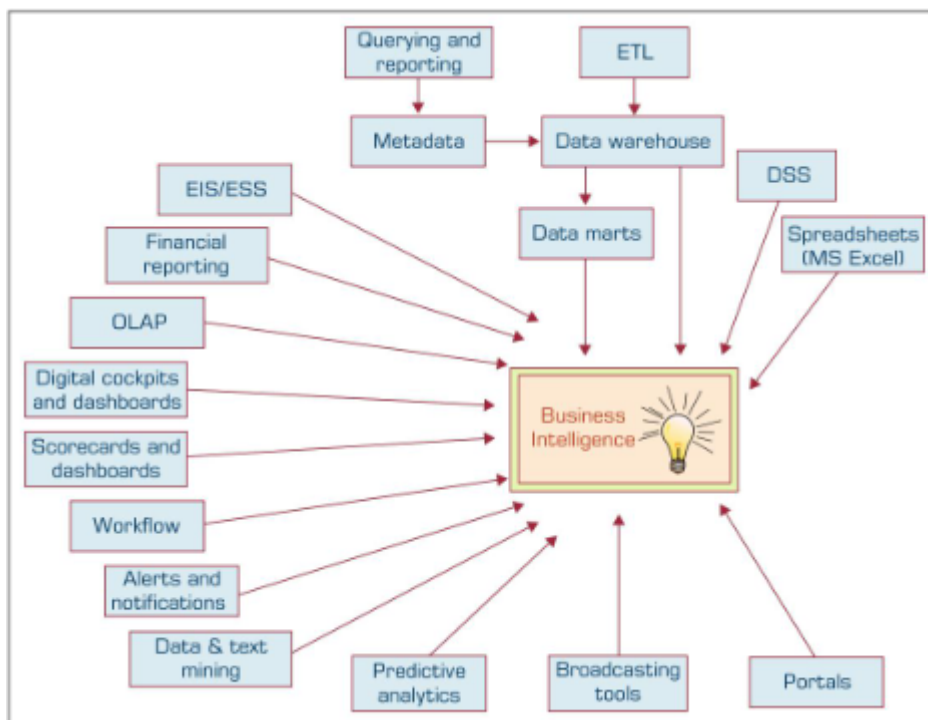 Querying and
reporting
ETL
Metadata
Data warehouse
EIS/ESS
DSS
Financial
reporting
Data marts
Spreadsheets
(MS Excel)
OLAP
Digital cockpits
and dashboards
Business
Intelligence
Scorecards and
dashboards
Workflow
Alerts and
notifications
Data & text
mining
Predictive
analytics
Broadcasting
tools
Portals